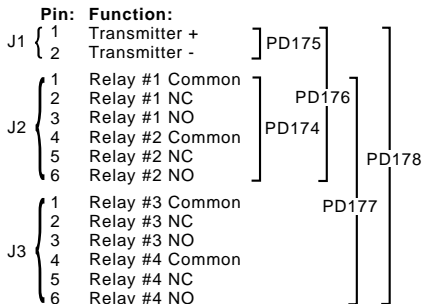 Pin: Function:
J1 { 1 Transmitter +
2 Transmitter -
PD175
J2 { 1 Relay #1 Common
2 Relay #1 NC
3 Relay #1 NO
4 Relay #2 Common
5 Relay #2 NC
6 Relay #2 NO
PD174
PD176
J3 { 1 Relay #3 Common
2 Relay #3 NC
3 Relay #3 NO
4 Relay #4 Common
5 Relay #4 NC
6 Relay #4 NO
PD177
PD178